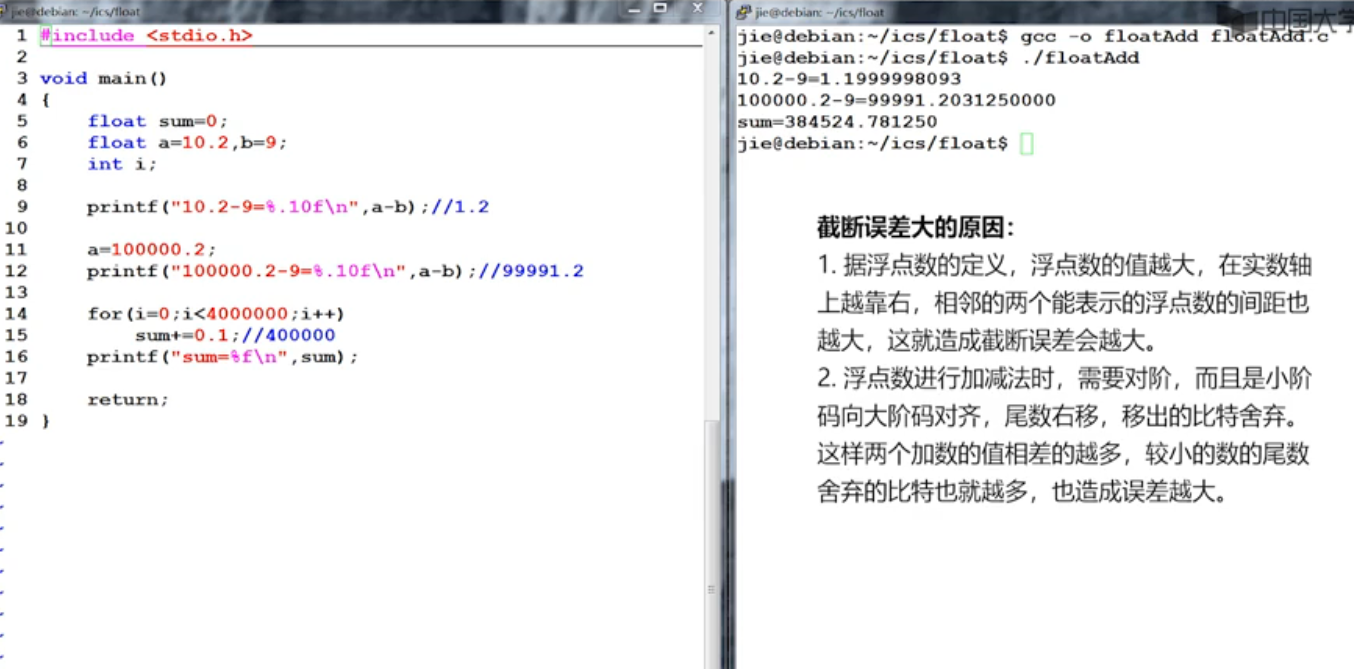 jie@debian: ~/ics/float
1 #include <stdio.h>
2
3 void main()
4 {
5 float sum=0;
6 float a=10.2,b=9;
7 int i;
8
9 printf("10.2-9=%.10f\n",a-b);//1.2
10
11 a=100000.2;
12 printf("100000.2-9=%.10f\n",a-b);//99991.2
13
14 for(i=0;i<4000000;i++)
15 sum+=0.1;//400000
16 printf("sum=%f\n",sum);
17
18 return;
19 }
~
~
~
~
~
~
~
~
~
~
~
jie@debian: ~/ics/float
中国大学
jie@debian:~/ics/float$ gcc -o floatAdd floatAdd.c
jie@debian:~/ics/float$ ./floatAdd
10.2-9=1.1999998093
100000.2-9=99991.2031250000
sum=384524.781250
jie@debian:~/ics/float$
截断误差大的原因：
1. 据浮点数的定义，浮点数的值越大，在实数轴
上越靠右，相邻的两个能表示的浮点数的间距也
越大，这就造成截断误差会越大。
2. 浮点数进行加减法时，需要对阶，而且是小阶
码向大阶码对齐，尾数右移，移出的比特舍弃。
这样两个加数的值相差的越多，较小的数的尾数
舍弃的比特也就越多，也造成误差越大。